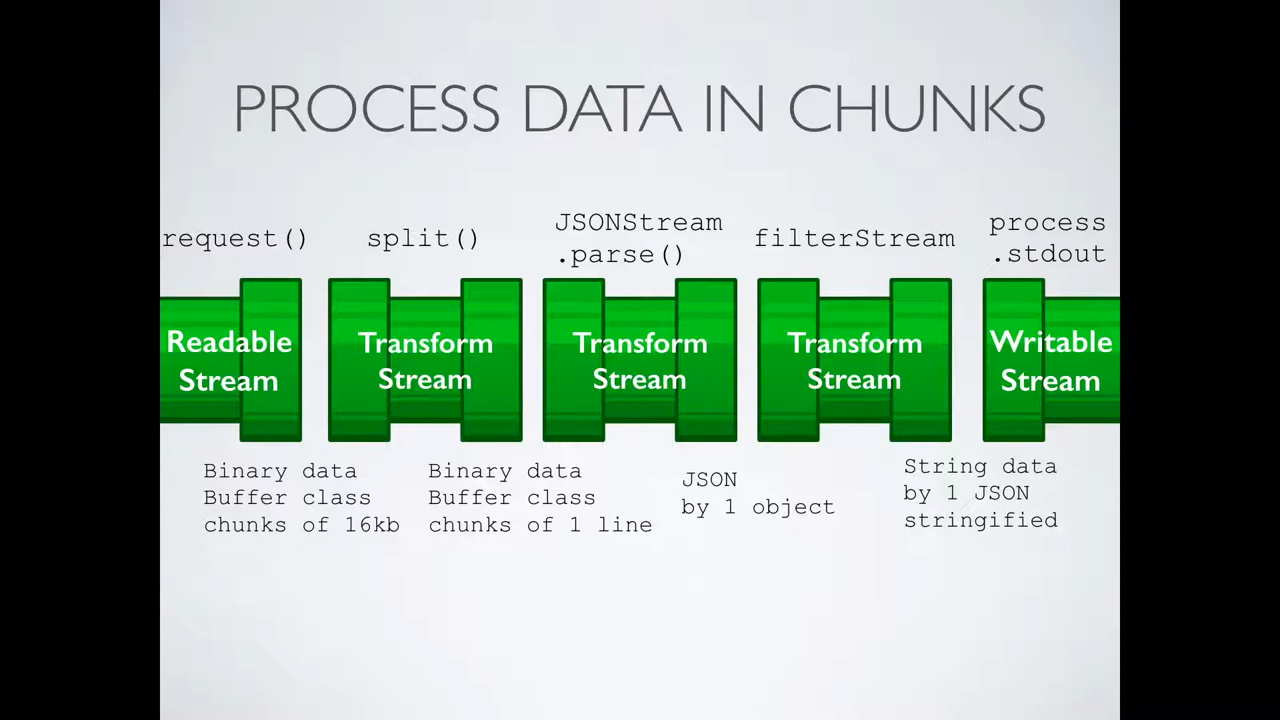 PROCESS DATA IN CHUNKS
request()
split()
JSONStream
.parse()
filterStream
process
.stdout
Readable
Stream
Transform
Stream
Transform
Stream
Transform
Stream
Writable
Stream
Binary data
Buffer class
chunks of 16kb
Binary data
Buffer class
chunks of 1 line
JSON
by 1 object
String data
by 1 JSON
stringified